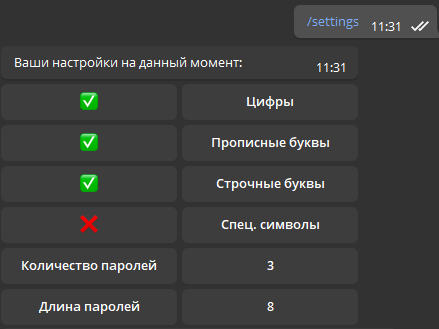 /settings 11:31
Ваши настройки на данный момент: 11:31
Цифры
Прописные буквы
Строчные буквы
Спец. символы
Количество паролей 3
Длина паролей 8